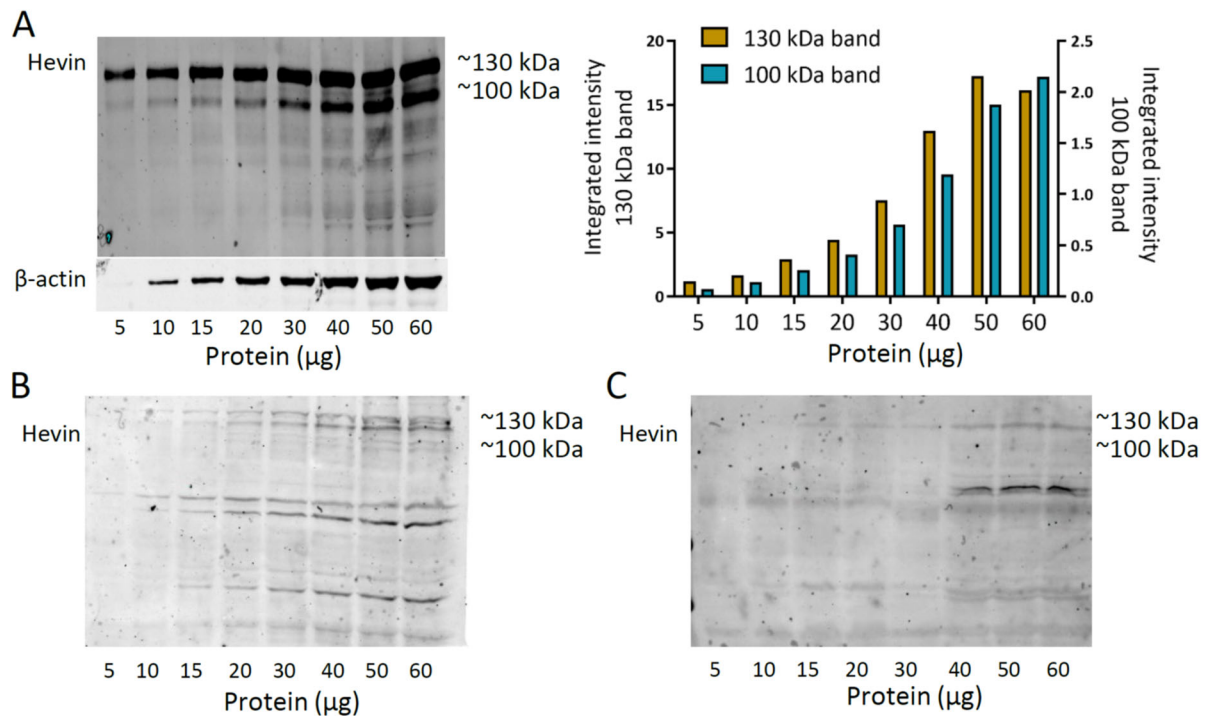 A
Hevin
~130 kDa
~100 kDa
β-actin
5 10 15 20 30 40 50 60
Protein (µg)
130 kDa band
100 kDa band
Integrated intensity
130 kDa band
20
15
10
5
0
2.5
2.0
1.5
1.0
0.5
0.0
Integrated intensity
100 kDa band
5 10 15 20 30 40 50 60
Protein (µg)
B
Hevin
~130 kDa
~100 kDa
5 10 15 20 30 40 50 60
Protein (µg)
C
Hevin
~130 kDa
~100 kDa
5 10 15 20 30 40 50 60
Protein (µg)